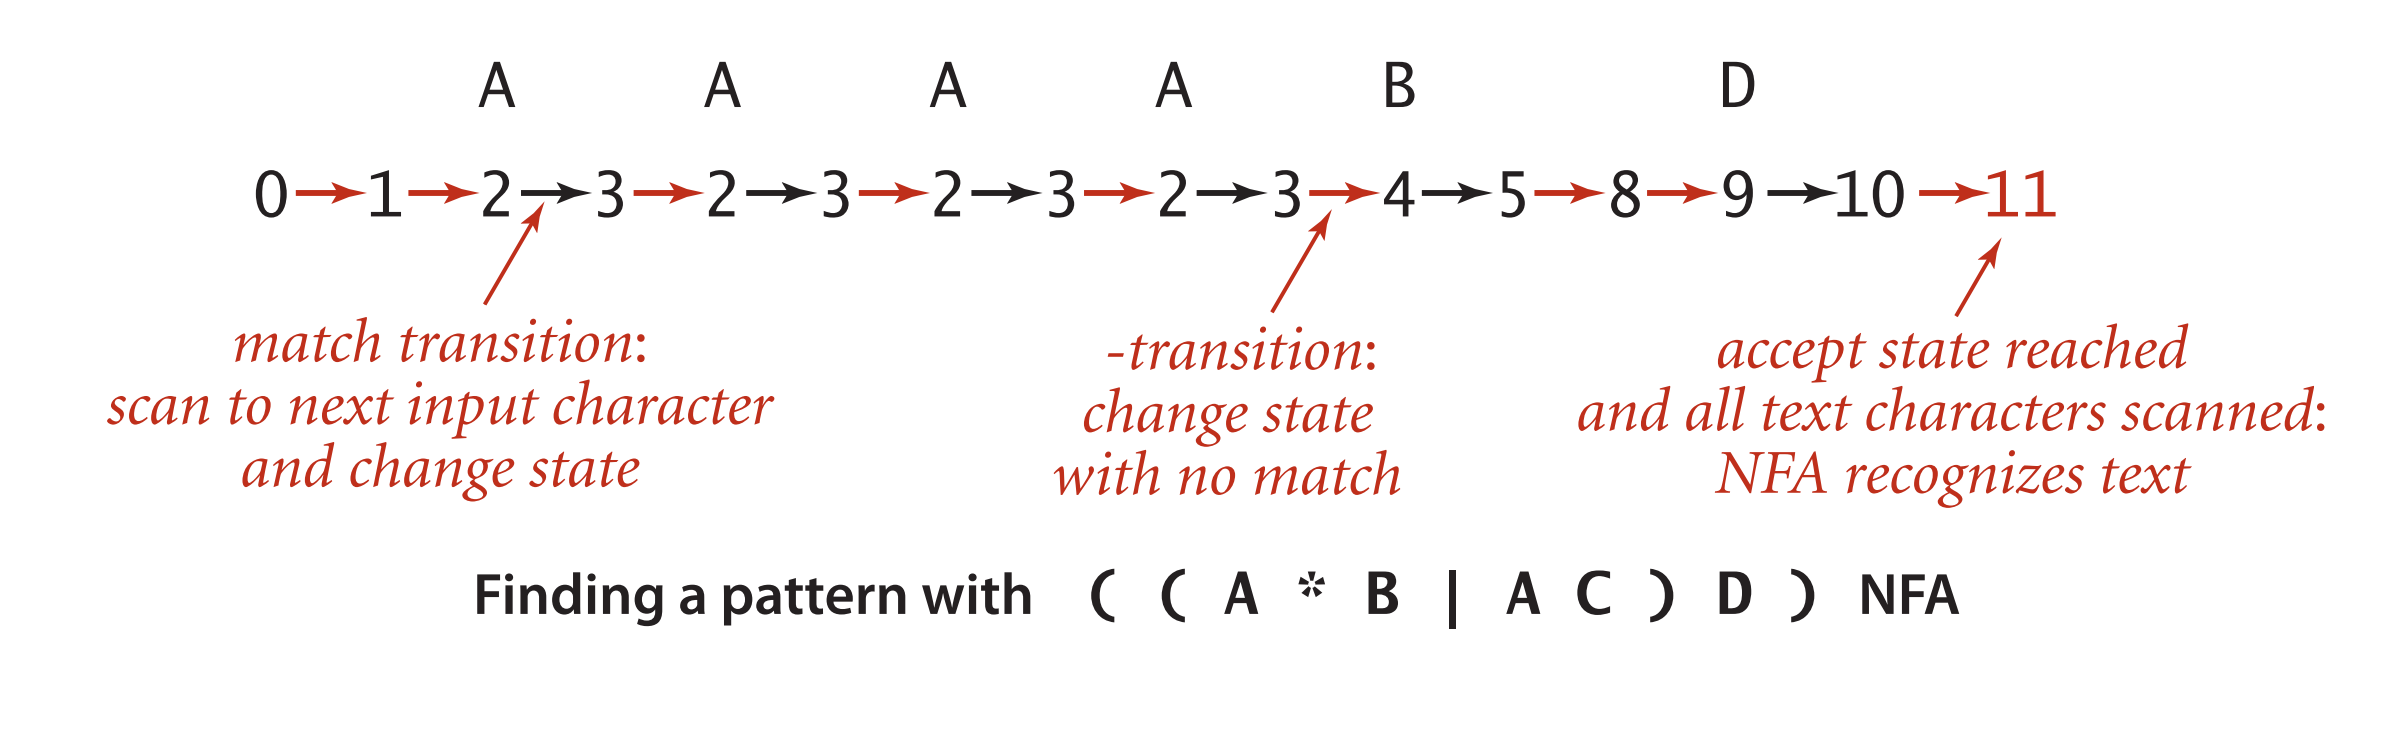 A A A A B D
0 1 2 3 2 3 2 3 2 3 4 5 8 9 10 11
match transition:
scan to next input character
and change state
-transition:
change state
with no match
accept state reached
and all text characters scanned:
NFA recognizes text
Finding a pattern with ( ( A * B | A C ) D ) NFA